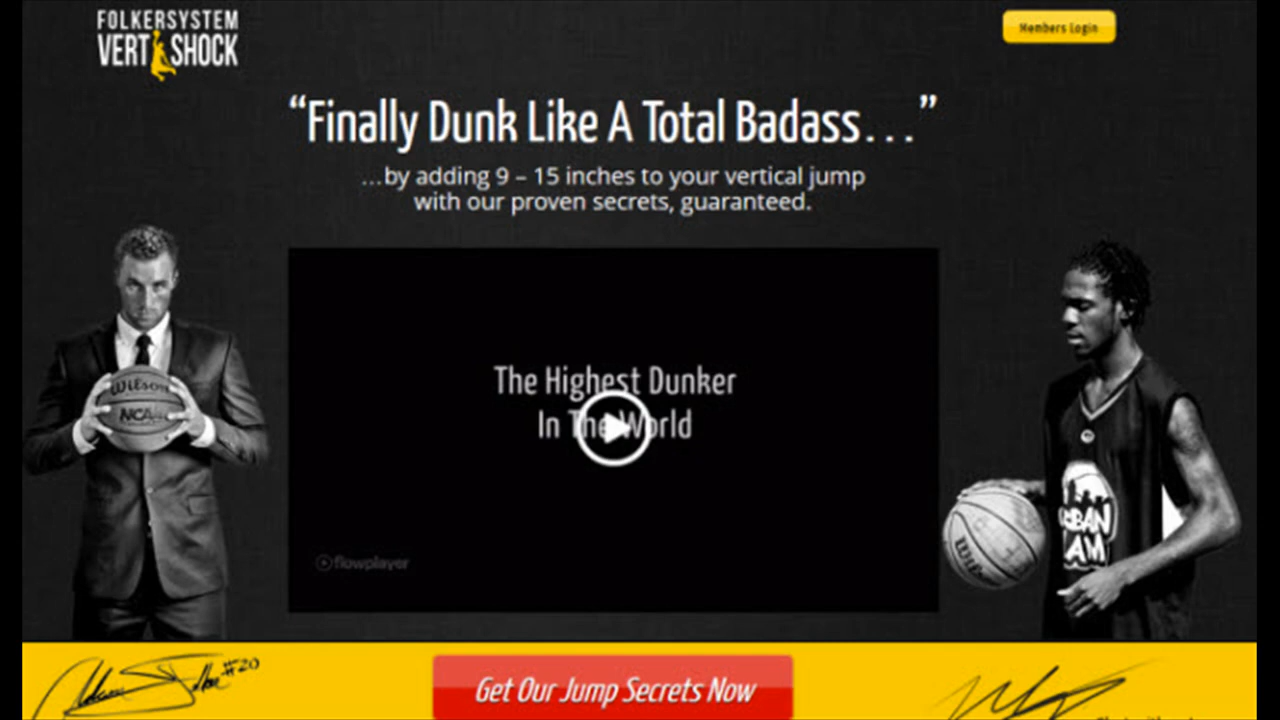 FOLKERSYSTEM
VERT SHOCK
Members Login
“Finally Dunk Like A Total Badass...”
...by adding 9 – 15 inches to your vertical jump
with our proven secrets, guaranteed.
The Highest Dunker
In The World
flowplayer
Wilson
NCAA
#20
Get Our Jump Secrets Now